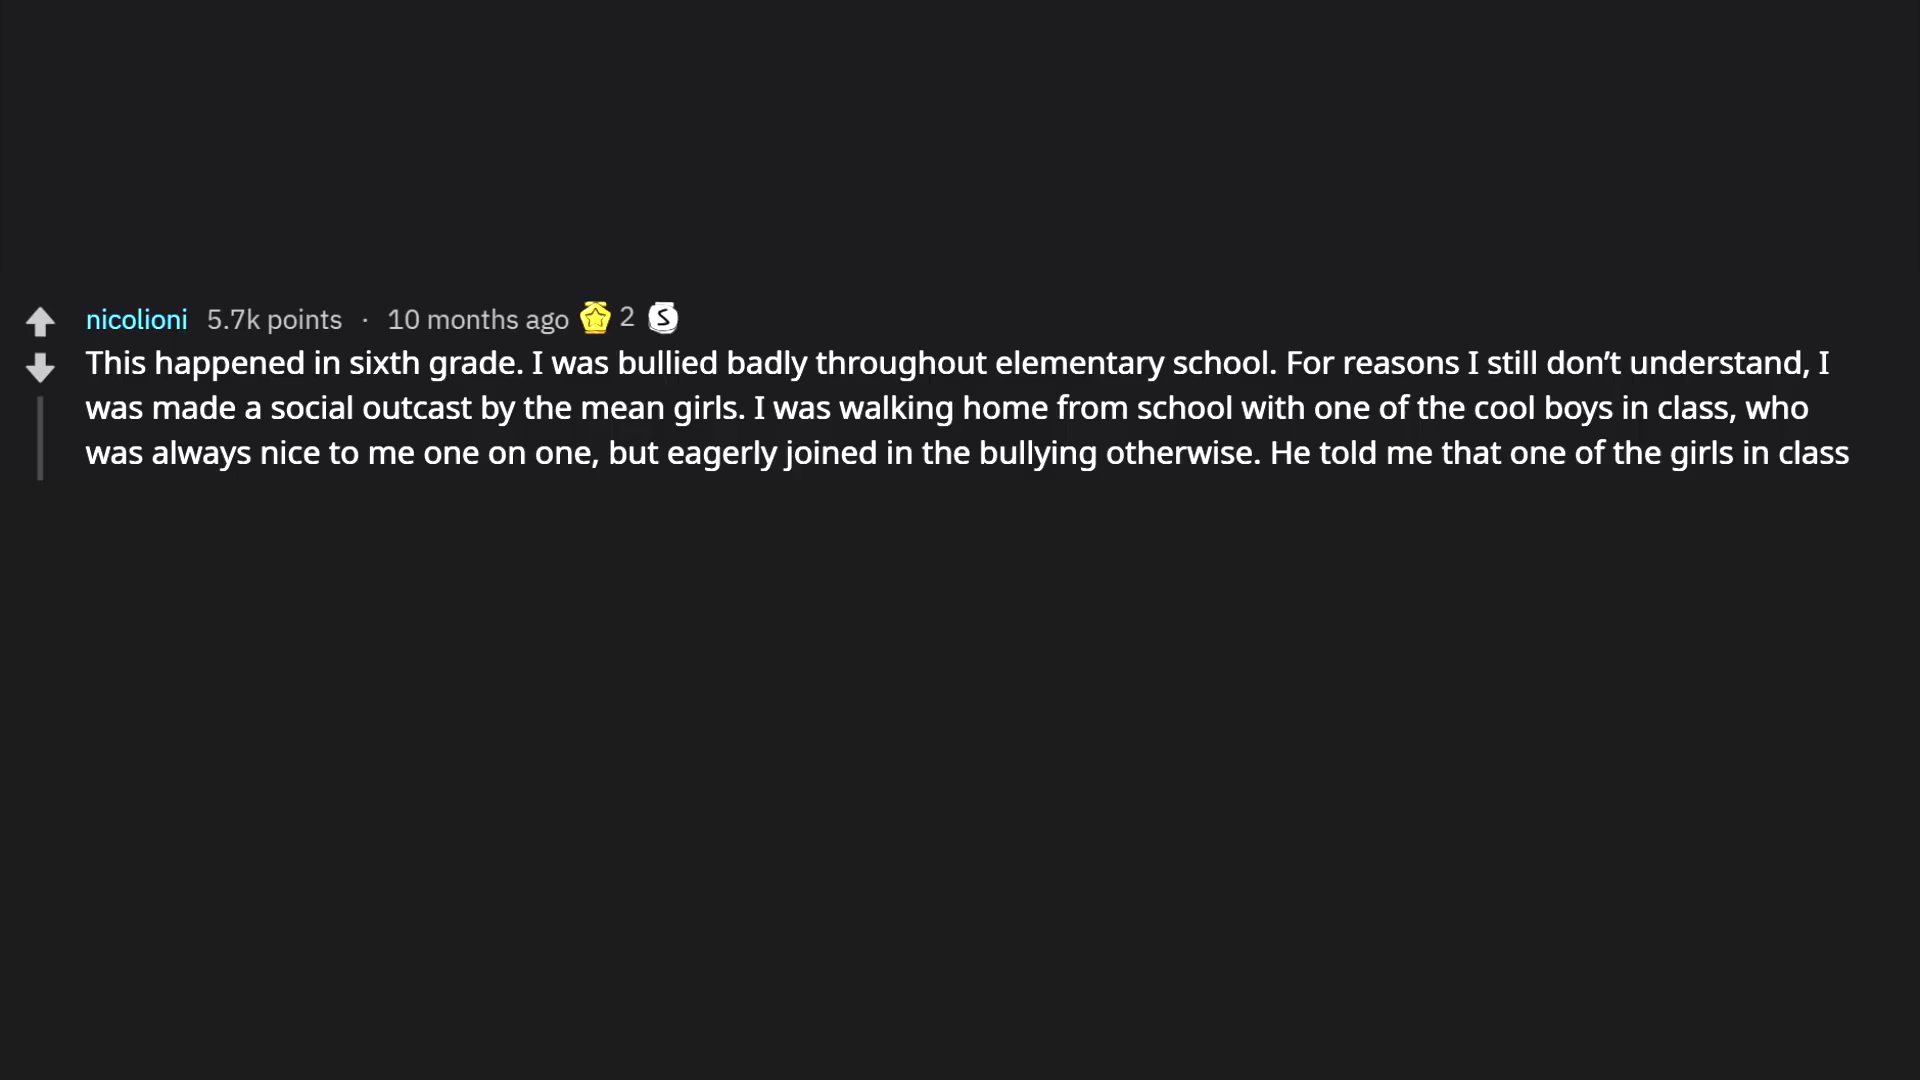 nicolioni 5.7k points · 10 months ago 2 S
This happened in sixth grade. I was bullied badly throughout elementary school. For reasons I still don’t understand, I
was made a social outcast by the mean girls. I was walking home from school with one of the cool boys in class, who
was always nice to me one on one, but eagerly joined in the bullying otherwise. He told me that one of the girls in class